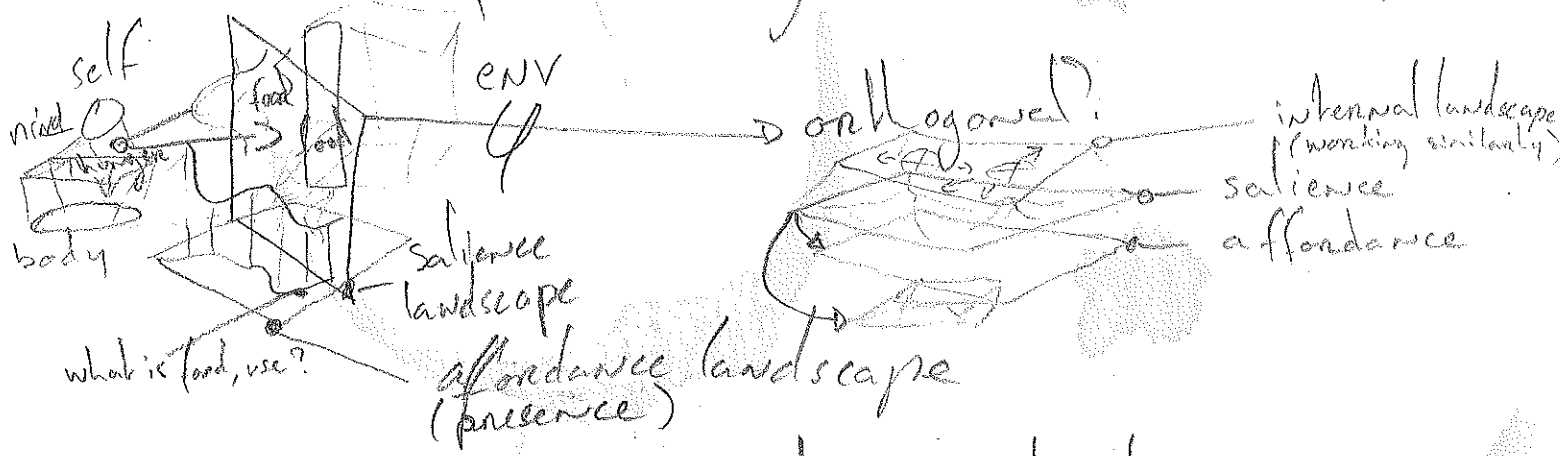 self
mind
hunger
body
food
food
ENV
φ
salience
landscape
what is food, use?
affordance landscape
(presence)
orthogonal?
internal landscape
(working similarly)
salience
affordance